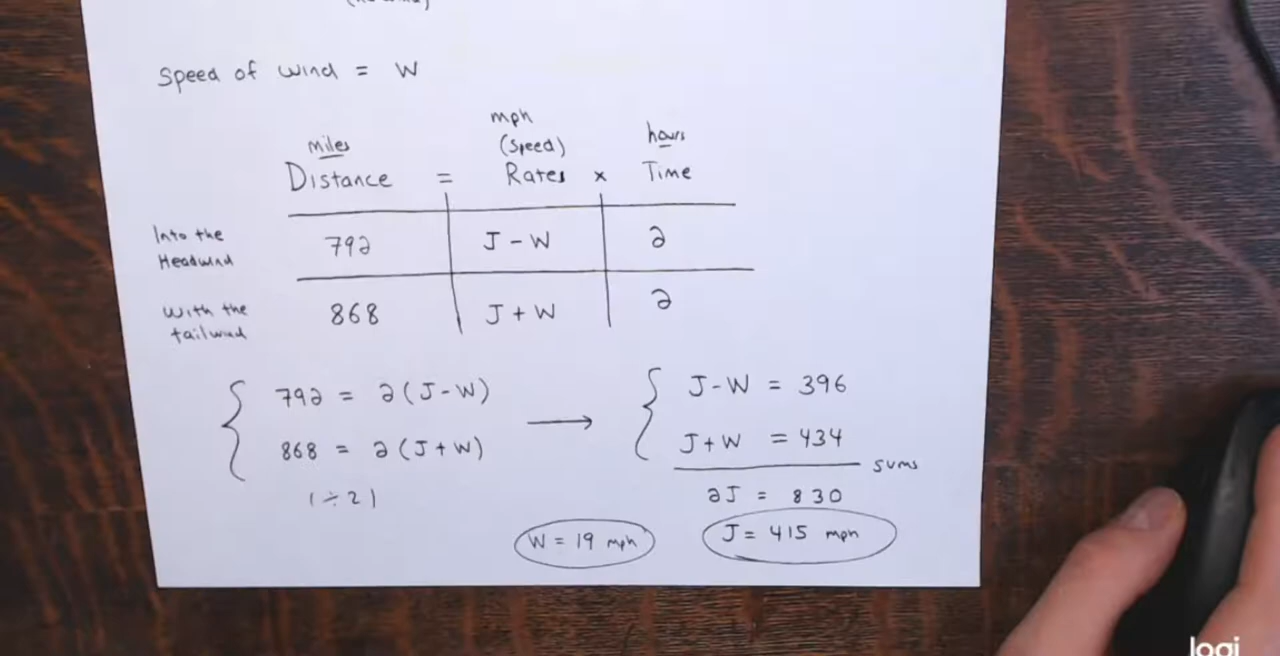 Speed of wind = W
mph
miles (speed) hours
Distance = Rates x Time
Into the Headwind 792 J - W 2
With the tailwind 868 J + W 2
792 = 2(J-W) → J-W = 396
868 = 2(J+W) J+W = 434
sums
(÷2) 2J = 830
W = 19 mph J = 415 mph
logi